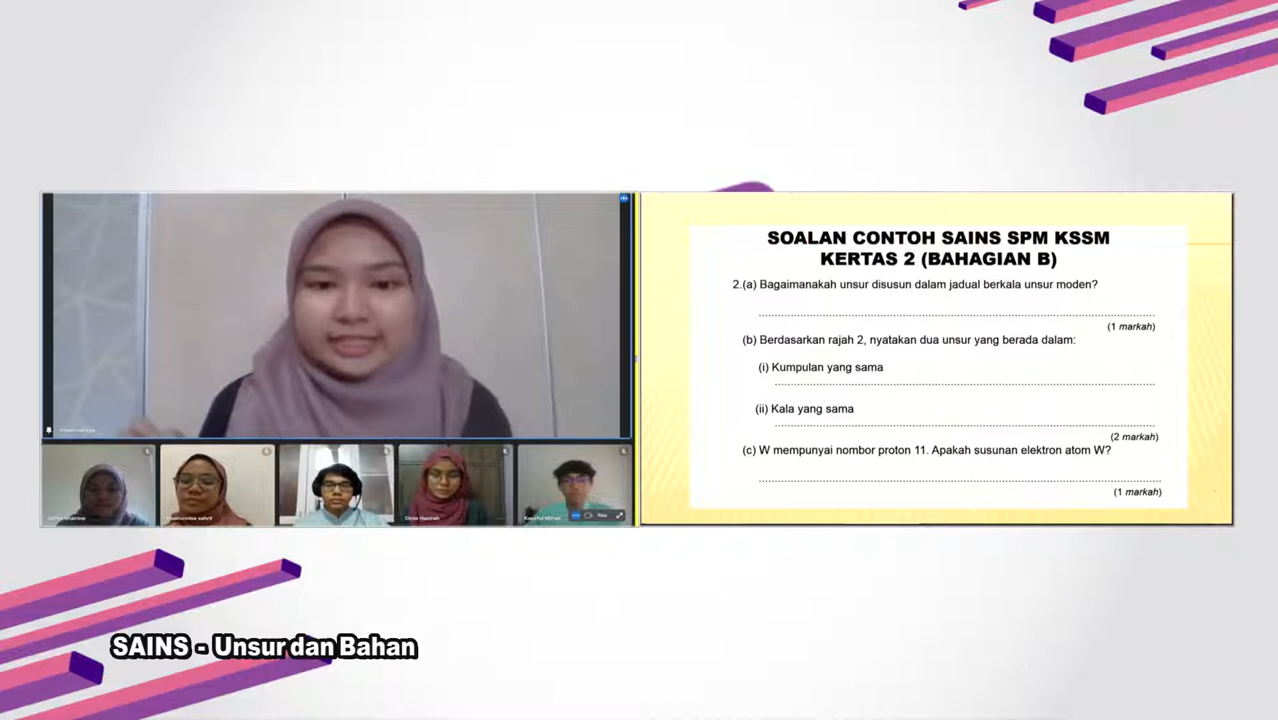 SOALAN CONTOH SAINS SPM KSSM
KERTAS 2 (BAHAGIAN B)
2.(a) Bagaimanakah unsur disusun dalam jadual berkala unsur moden?
(1 markah)
(b) Berdasarkan rajah 2, nyatakan dua unsur yang berada dalam:
(i) Kumpulan yang sama
(ii) Kala yang sama
(2 markah)
(c) W mempunyai nombor proton 11. Apakah susunan elektron atom W?
(1 markah)
You
SAINS - Unsur dan Bahan